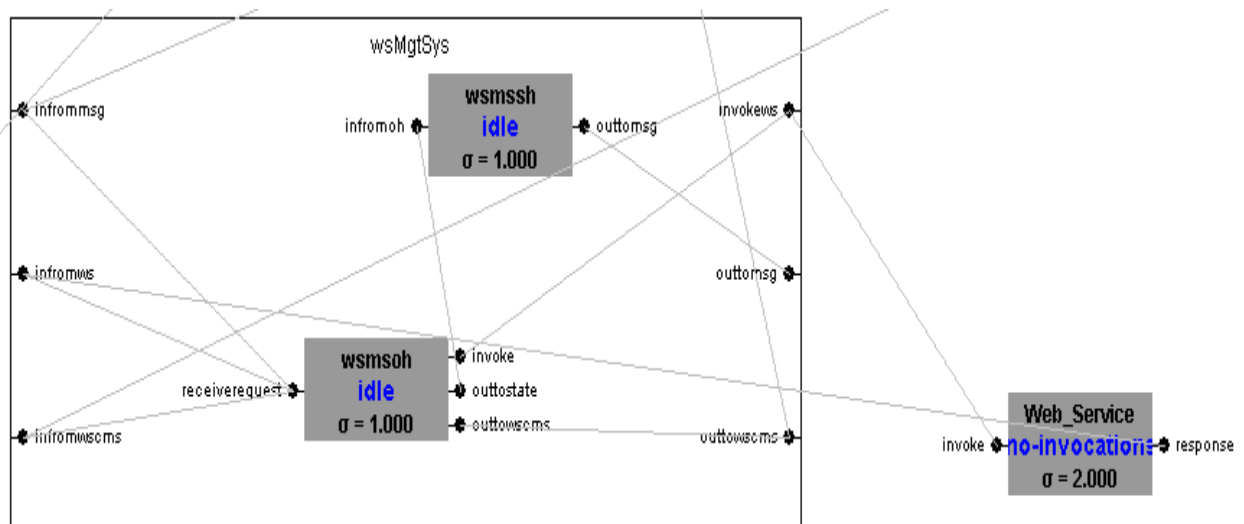 wsMgtSys
wsmssh
infrommsg
invokews
infromoh
idle
outtomsg
σ = 1.000
infromws
outtomsg
wsmsoh
invoke
receiverequest
idle
outtostate
σ = 1.000
outtowscms
infromwscms
outtowscms
Web_Service
invoke
no-invocations
response
σ = 2.000